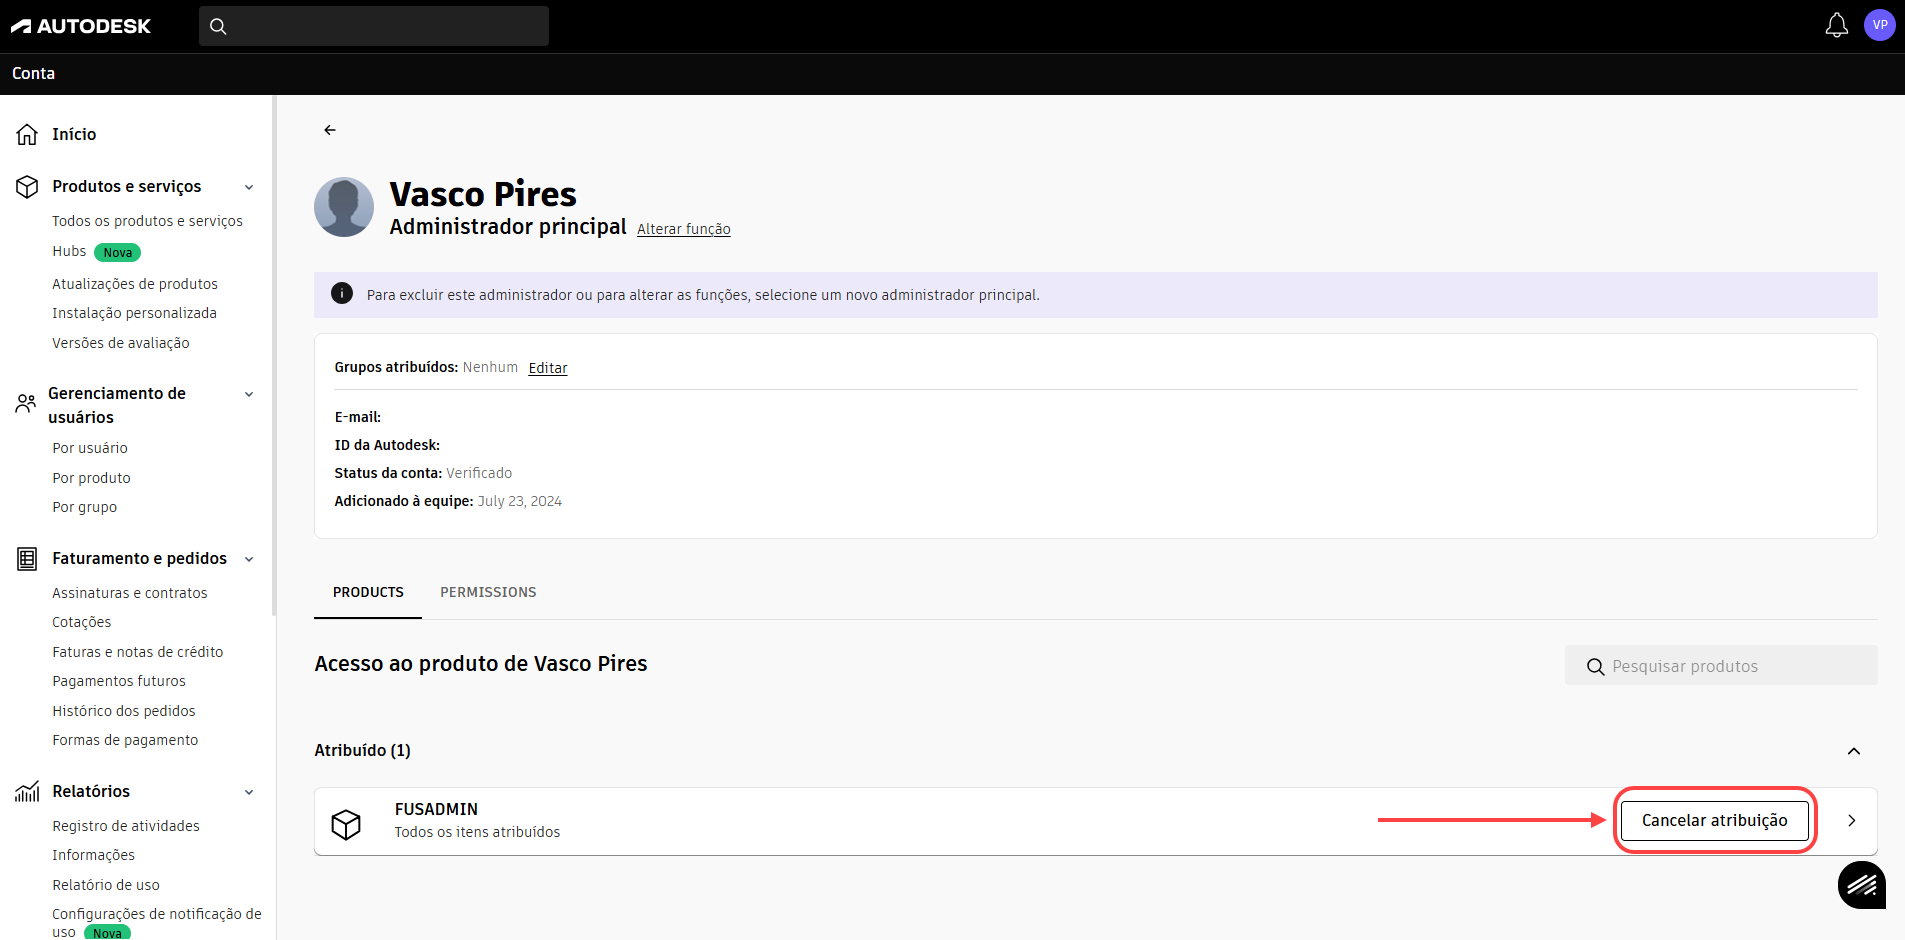 AUTODESK
VP
Conta
Início
Produtos e serviços
Todos os produtos e serviços
Hubs Nova
Atualizações de produtos
Instalação personalizada
Versões de avaliação
Gerenciamento de
usuários
Por usuário
Por produto
Por grupo
Faturamento e pedidos
Assinaturas e contratos
Cotações
Faturas e notas de crédito
Pagamentos futuros
Histórico dos pedidos
Formas de pagamento
Relatórios
Registro de atividades
Informações
Relatório de uso
Configurações de notificação de
uso Nova
Vasco Pires
Administrador principal Alterar função
Para excluir este administrador ou para alterar as funções, selecione um novo administrador principal.
Grupos atribuídos: Nenhum Editar
E-mail:
ID da Autodesk:
Status da conta: Verificado
Adicionado à equipe: July 23, 2024
PRODUCTS PERMISSIONS
Acesso ao produto de Vasco Pires
Pesquisar produtos
Atribuído (1)
FUSADMIN
Todos os itens atribuídos
Cancelar atribuição